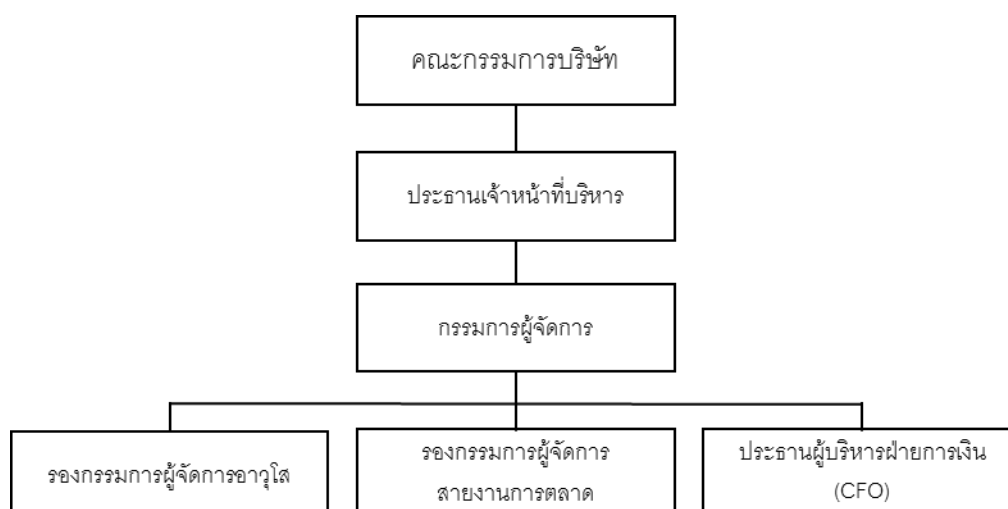 คณะกรรมการบริษัท
ประธานเจ้าหน้าที่บริหาร
กรรมการผู้จัดการ
รองกรรมการผู้จัดการอาวุโส
รองกรรมการผู้จัดการ
สายงานการตลาด
ประธานผู้บริหารฝ่ายการเงิน
(CFO)